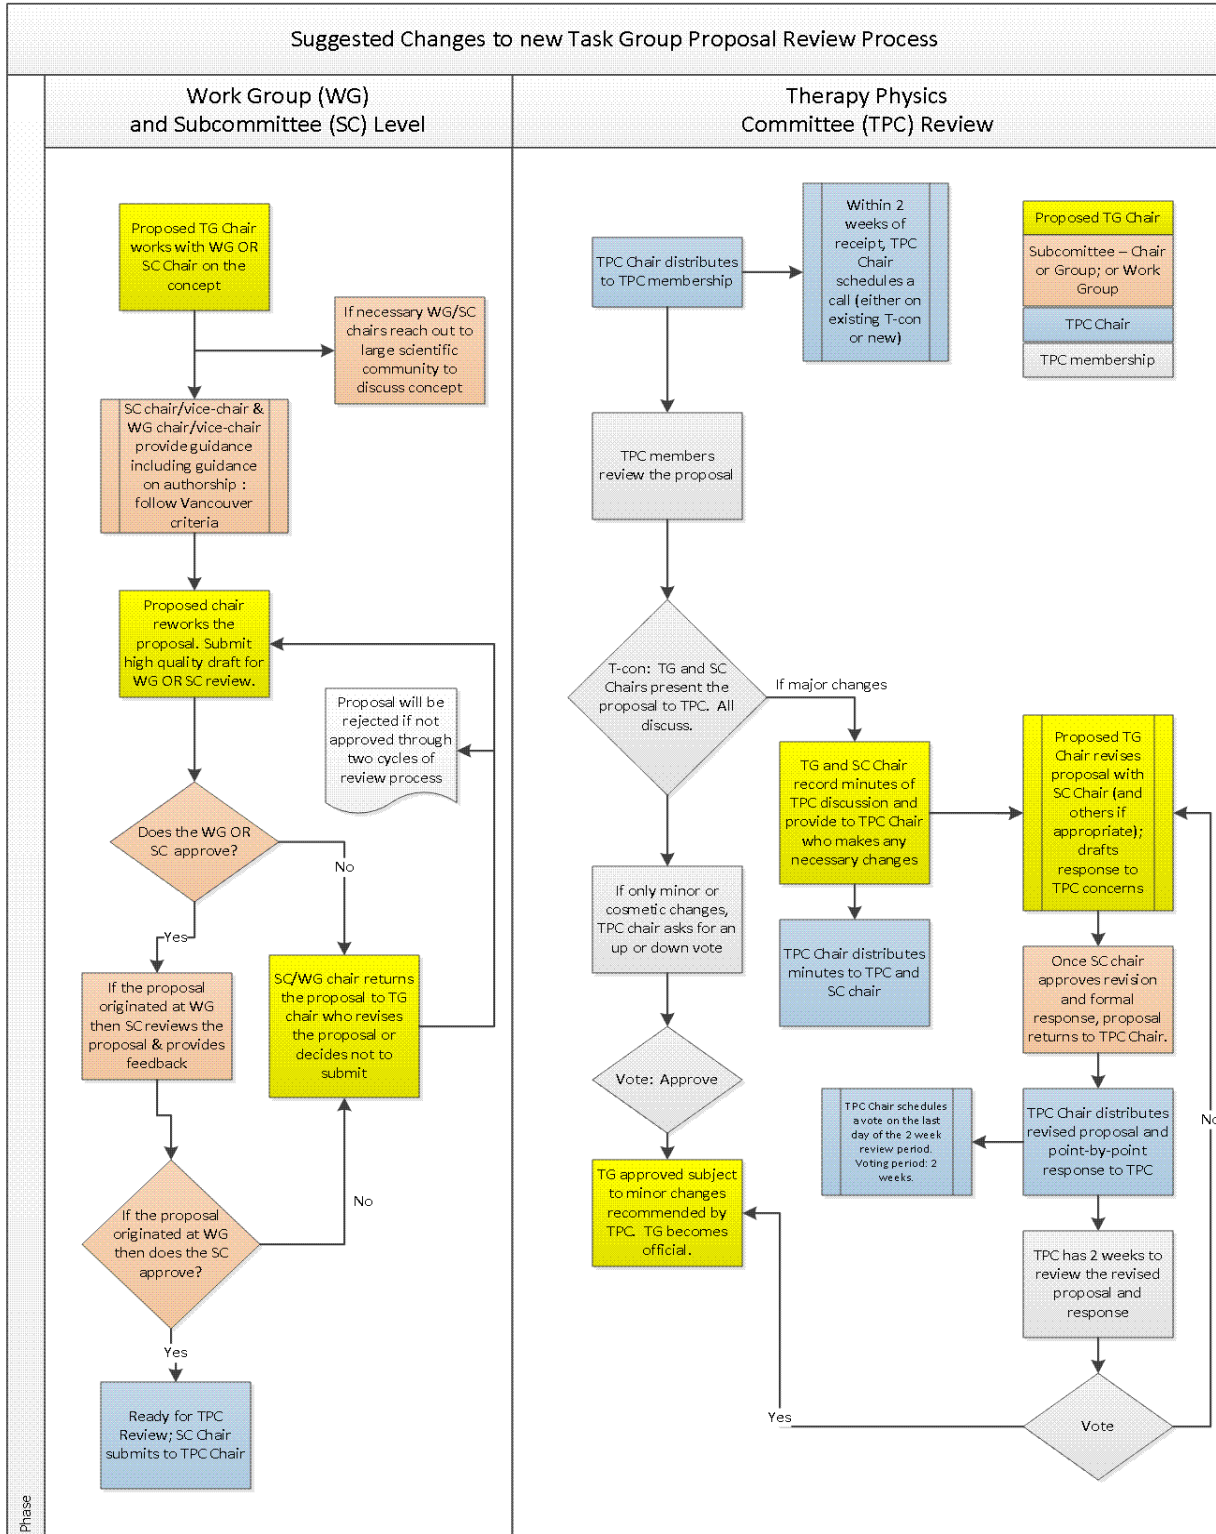 Suggested Changes to new Task Group Proposal Review Process
Work Group (WG)
and Subcommittee (SC) Level
Therapy Physics
Committee (TPC) Review
Proposed TG Chair
works with WG OR
SC Chair on the
concept
If necessary WG/SC
chairs reach out to
large scientific
community to
discuss concept
SC chair/vice-chair &
WG chair/vice-chair
provide guidance
including guidance
on authorship :
follow Vancouver
criteria
Proposed chair
reworks the
proposal. Submit
high quality draft for
WG OR SC review.
Proposal will be
rejected if not
approved through
two cycles of
review process
Does the WG OR
SC approve?
No
Yes
If the proposal
originated at WG
then SC reviews the
proposal & provides
feedback
SC/WG chair returns
the proposal to TG
chair who revises
the proposal or
decides not to
submit
If the proposal
originated at WG
then does the SC
approve?
No
Yes
Ready for TPC
Review; SC Chair
submits to TPC Chair
Phase
TPC Chair distributes
to TPC membership
Within 2
weeks of
receipt, TPC
Chair
schedules a
call (either on
existing T-con
or new)
Proposed TG Chair
Subcomittee – Chair
or Group; or Work
Group
TPC Chair
TPC membership
TPC members
review the proposal
T-con: TG and SC
Chairs present the
proposal to TPC. All
discuss.
If major changes
TG and SC Chair
record minutes of
TPC discussion and
provide to TPC Chair
who makes any
necessary changes
Proposed TG
Chair revises
proposal with
SC Chair (and
others if
appropriate);
drafts
response to
TPC concerns
If only minor or
cosmetic changes,
TPC chair asks for an
up or down vote
TPC Chair distributes
minutes to TPC and
SC chair
Once SC chair
approves revision
and formal
response, proposal
returns to TPC Chair.
Vote: Approve
TPC Chair schedules
a vote on the last
day of the 2 week
review period.
Voting period: 2
weeks.
TPC Chair distributes
revised proposal and
point-by-point
response to TPC
No
TG approved subject
to minor changes
recommended by
TPC. TG becomes
official.
TPC has 2 weeks to
review the revised
proposal and
response
Yes
Vote